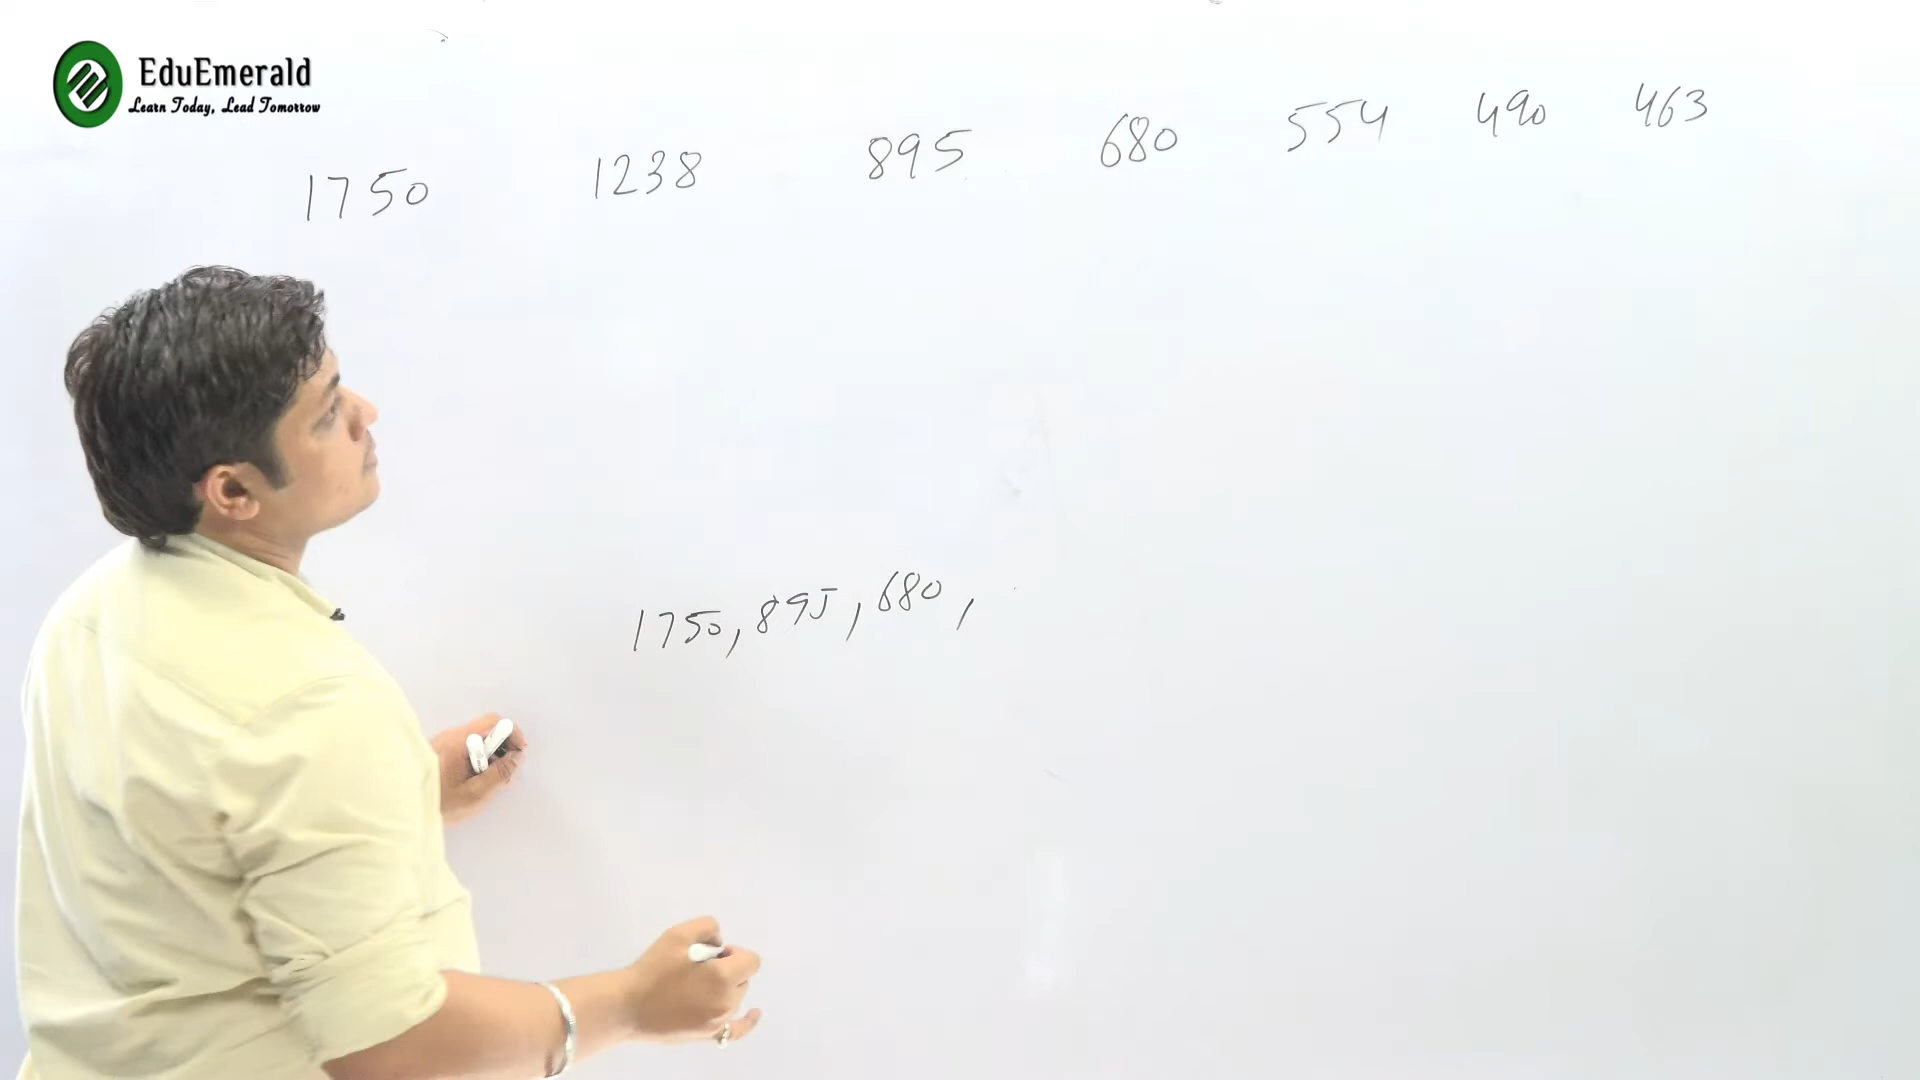 EduEmerald
Learn Today, Lead Tomorrow
1750 1238 895 680 554 490 463
1750, 895, 680,